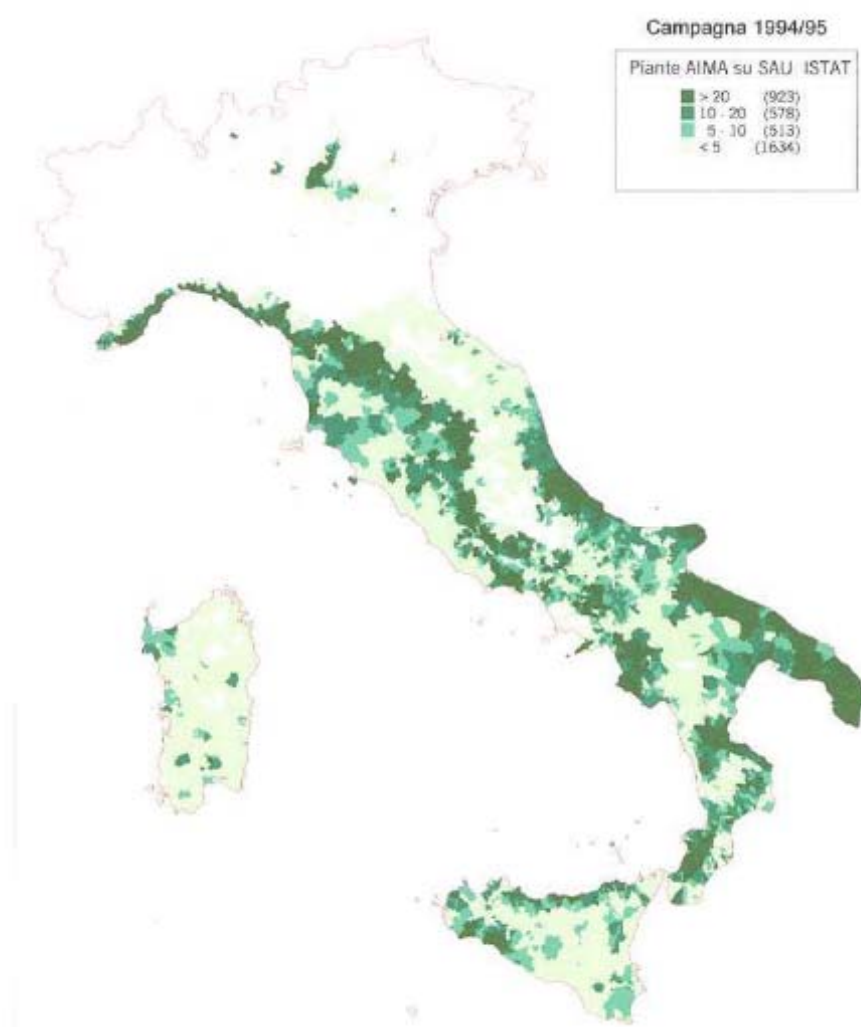 Campagna 1994/95
Piante AIMA su SAU ISTAT
> 20 (923)
10 - 20 (578)
5 - 10 (513)
< 5 (1634)